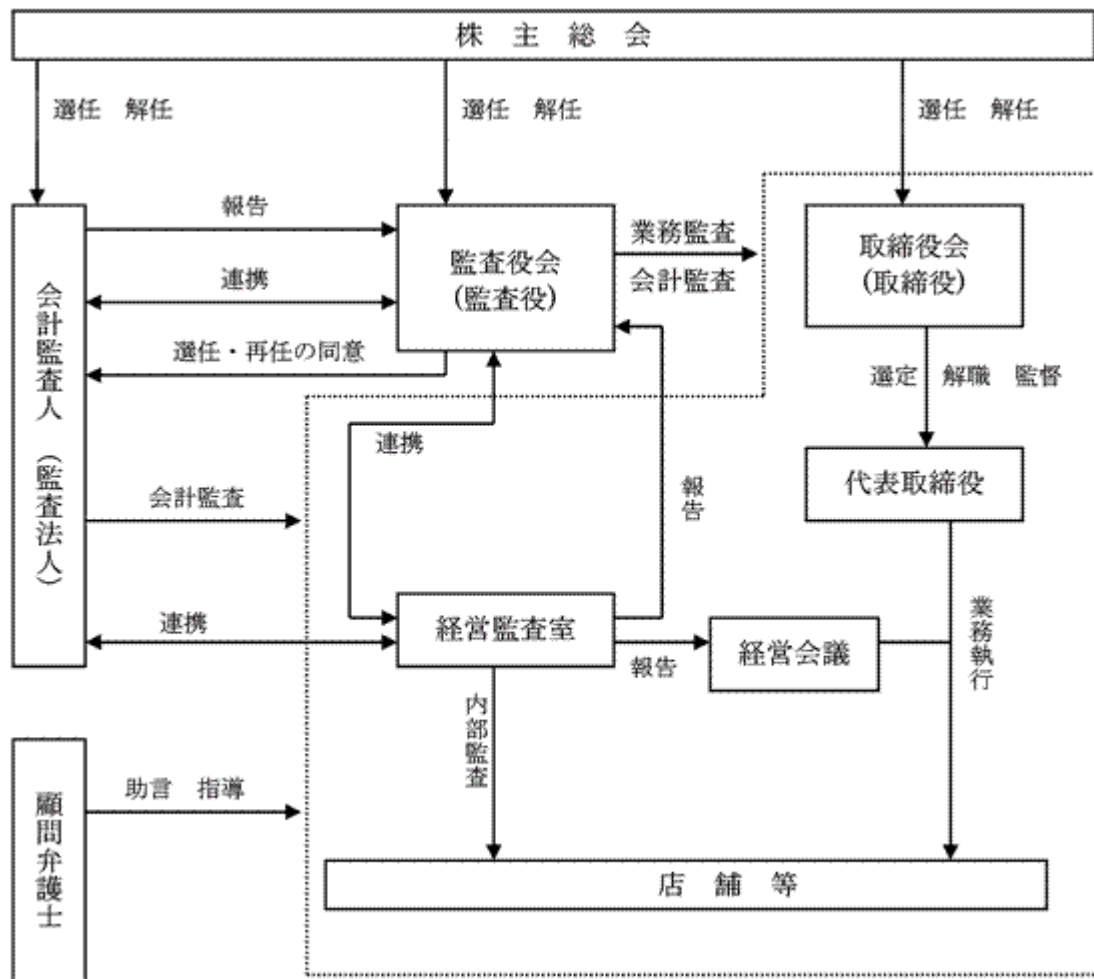 株 主 総 会
選任 解任
選任 解任
選任 解任
会計監査人（監査法人）
報告
連携
選任・再任の同意
監査役会
(監査役)
業務監査
会計監査
取締役会
(取締役)
選定 解職 監督
代表取締役
連携
報告
会計監査
連携
経営監査室
報告
経営会議
業務執行
内部監査
顧問弁護士
助言 指導
店 舗 等